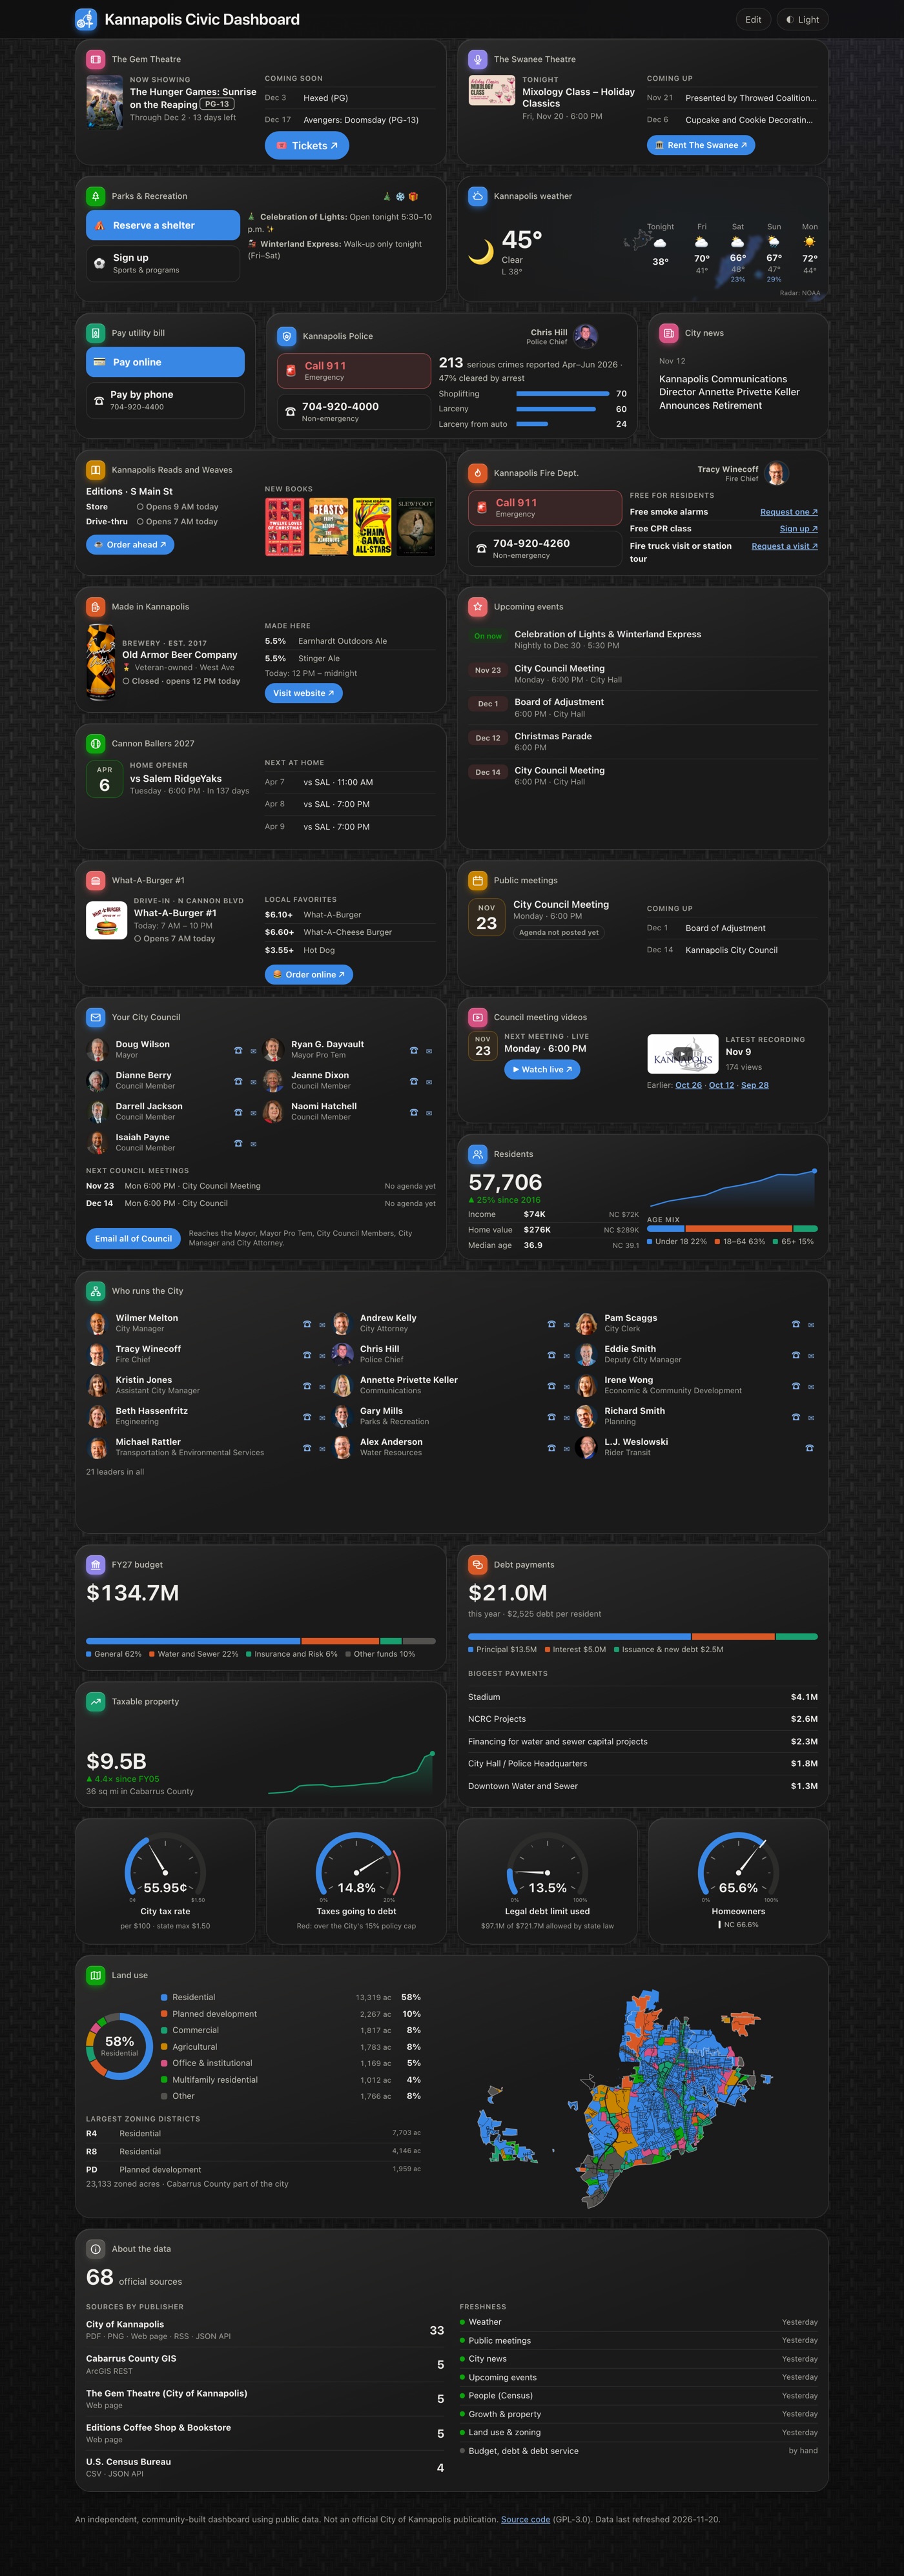 Kannapolis Civic Dashboard
Edit
Light
The Gem Theatre
NOW SHOWING
The Hunger Games: Sunrise
on the Reaping PG-13
Through Dec 2 · 13 days left
COMING SOON
Dec 3 Hexed (PG)
Dec 17 Avengers: Doomsday (PG-13)
Tickets ↗
The Swanee Theatre
TONIGHT
Mixology Class – Holiday
Classics
Fri, Nov 20 · 6:00 PM
COMING UP
Nov 21 Presented by Throwed Coalition...
Dec 6 Cupcake and Cookie Decoratin...
Rent The Swanee ↗
Parks & Recreation
Reserve a shelter
Sign up
Sports & programs
Celebration of Lights: Open tonight 5:30–10
p.m.
Winterland Express: Walk-up only tonight
(Fri–Sat)
Kannapolis weather
45°
Clear
L 38°
Tonight Fri Sat Sun Mon
38° 70° 66° 67° 72°
41° 48° 47° 44°
23% 29%
Radar: NOAA
Pay utility bill
Pay online
Pay by phone
704-920-4400
Kannapolis Police
Chris Hill
Police Chief
Call 911
Emergency
704-920-4000
Non-emergency
213 serious crimes reported Apr–Jun 2026 ·
47% cleared by arrest
Shoplifting 70
Larceny 60
Larceny from auto 24
City news
Nov 12
Kannapolis Communications
Director Annette Privette Keller
Announces Retirement
Kannapolis Reads and Weaves
Editions · S Main St
Store Opens 9 AM today
Drive-thru Opens 7 AM today
Order ahead ↗
NEW BOOKS
TWELVE LOVES OF CHRISTMAS
BEASTS
CHAIN GANG ALL-STARS
SLEWFOOT
Kannapolis Fire Dept.
Tracy Winecoff
Fire Chief
Call 911
Emergency
704-920-4260
Non-emergency
FREE FOR RESIDENTS
Free smoke alarms Request one ↗
Free CPR class Sign up ↗
Fire truck visit or station
tour Request a visit ↗
Made in Kannapolis
BREWERY · EST. 2017
Old Armor Beer Company
Veteran-owned · West Ave
Closed · opens 12 PM today
MADE HERE
5.5% Earnhardt Outdoors Ale
5.5% Stinger Ale
Today: 12 PM – midnight
Visit website ↗
Upcoming events
On now Celebration of Lights & Winterland Express
Nightly to Dec 30 · 5:30 PM
Nov 23 City Council Meeting
Monday · 6:00 PM · City Hall
Dec 1 Board of Adjustment
6:00 PM · City Hall
Dec 12 Christmas Parade
6:00 PM
Dec 14 City Council Meeting
6:00 PM · City Hall
Cannon Ballers 2027
APR
6
HOME OPENER
vs Salem RidgeYaks
Tuesday · 6:00 PM · In 137 days
NEXT AT HOME
Apr 7 vs SAL · 11:00 AM
Apr 8 vs SAL · 7:00 PM
Apr 9 vs SAL · 7:00 PM
What-A-Burger #1
DRIVE-IN · N CANNON BLVD
What-A-Burger #1
Today: 7 AM – 10 PM
Opens 7 AM today
LOCAL FAVORITES
$6.10+ What-A-Burger
$6.60+ What-A-Cheese Burger
$3.55+ Hot Dog
Order online ↗
Public meetings
NOV
23
City Council Meeting
Monday · 6:00 PM
Agenda not posted yet
COMING UP
Dec 1 Board of Adjustment
Dec 14 Kannapolis City Council
Your City Council
Doug Wilson
Mayor
Ryan G. Dayvault
Mayor Pro Tem
Dianne Berry
Council Member
Jeanne Dixon
Council Member
Darrell Jackson
Council Member
Naomi Hatchell
Council Member
Isaiah Payne
Council Member
NEXT COUNCIL MEETINGS
Nov 23 Mon 6:00 PM · City Council Meeting No agenda yet
Dec 14 Mon 6:00 PM · City Council No agenda yet
Email all of Council
Reaches the Mayor, Mayor Pro Tem, City Council Members, City
Manager and City Attorney.
Council meeting videos
NOV
23
NEXT MEETING · LIVE
Monday · 6:00 PM
Watch live ↗
LATEST RECORDING
Nov 9
174 views
Earlier: Oct 26 · Oct 12 · Sep 28
Residents
57,706
▲ 25% since 2016
Income $74K NC $72K
Home value $276K NC $289K
Median age 36.9 NC 39.1
AGE MIX
Under 18 22% 18–64 63% 65+ 15%
Who runs the City
Wilmer Melton
City Manager
Andrew Kelly
City Attorney
Pam Scaggs
City Clerk
Tracy Winecoff
Fire Chief
Chris Hill
Police Chief
Eddie Smith
Deputy City Manager
Kristin Jones
Assistant City Manager
Annette Privette Keller
Communications
Irene Wong
Economic & Community Development
Beth Hassenfritz
Engineering
Gary Mills
Parks & Recreation
Richard Smith
Planning
Michael Rattler
Transportation & Environmental Services
Alex Anderson
Water Resources
L.J. Weslowski
Rider Transit
21 leaders in all
FY27 budget
$134.7M
General 62% Water and Sewer 22% Insurance and Risk 6% Other funds 10%
Debt payments
$21.0M
this year · $2,525 debt per resident
Principal $13.5M Interest $5.0M Issuance & new debt $2.5M
BIGGEST PAYMENTS
Stadium $4.1M
NCRC Projects $2.6M
Financing for water and sewer capital projects $2.3M
City Hall / Police Headquarters $1.8M
Downtown Water and Sewer $1.3M
Taxable property
$9.5B
▲ 4.4× since FY05
36 sq mi in Cabarrus County
55.95¢
0¢ $1.50
City tax rate
per $100 · state max $1.50
14.8%
0% 20%
Taxes going to debt
Red: over the City's 15% policy cap
13.5%
0% 100%
Legal debt limit used
$97.1M of $721.7M allowed by state law
65.6%
0% 100%
Homeowners
NC 66.6%
Land use
58%
Residential
Residential 13,319 ac 58%
Planned development 2,267 ac 10%
Commercial 1,817 ac 8%
Agricultural 1,783 ac 8%
Office & institutional 1,169 ac 5%
Multifamily residential 1,012 ac 4%
Other 1,766 ac 8%
LARGEST ZONING DISTRICTS
R4 Residential 7,703 ac
R8 Residential 4,146 ac
PD Planned development 1,959 ac
23,133 zoned acres · Cabarrus County part of the city
About the data
68 official sources
SOURCES BY PUBLISHER
City of Kannapolis 33
PDF · PNG · Web page · RSS · JSON API
Cabarrus County GIS 5
ArcGIS REST
The Gem Theatre (City of Kannapolis) 5
Web page
Editions Coffee Shop & Bookstore 5
Web page
U.S. Census Bureau 4
CSV · JSON API
FRESHNESS
Weather Yesterday
Public meetings Yesterday
City news Yesterday
Upcoming events Yesterday
People (Census) Yesterday
Growth & property Yesterday
Land use & zoning Yesterday
Budget, debt & debt service by hand
An independent, community-built dashboard using public data. Not an official City of Kannapolis publication. Source code (GPL-3.0). Data last refreshed 2026-11-20.